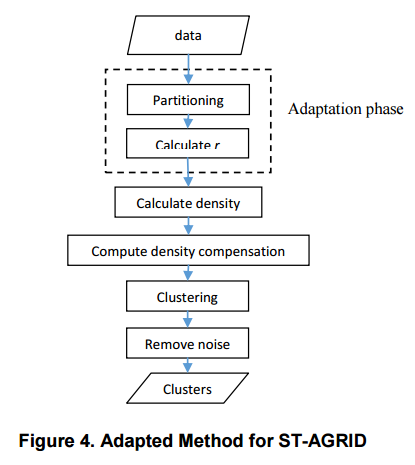 data
Partitioning
Adaptation phase
Calculate r
Calculate density
Compute density compensation
Clustering
Remove noise
Clusters
Figure 4. Adapted Method for ST-AGRID